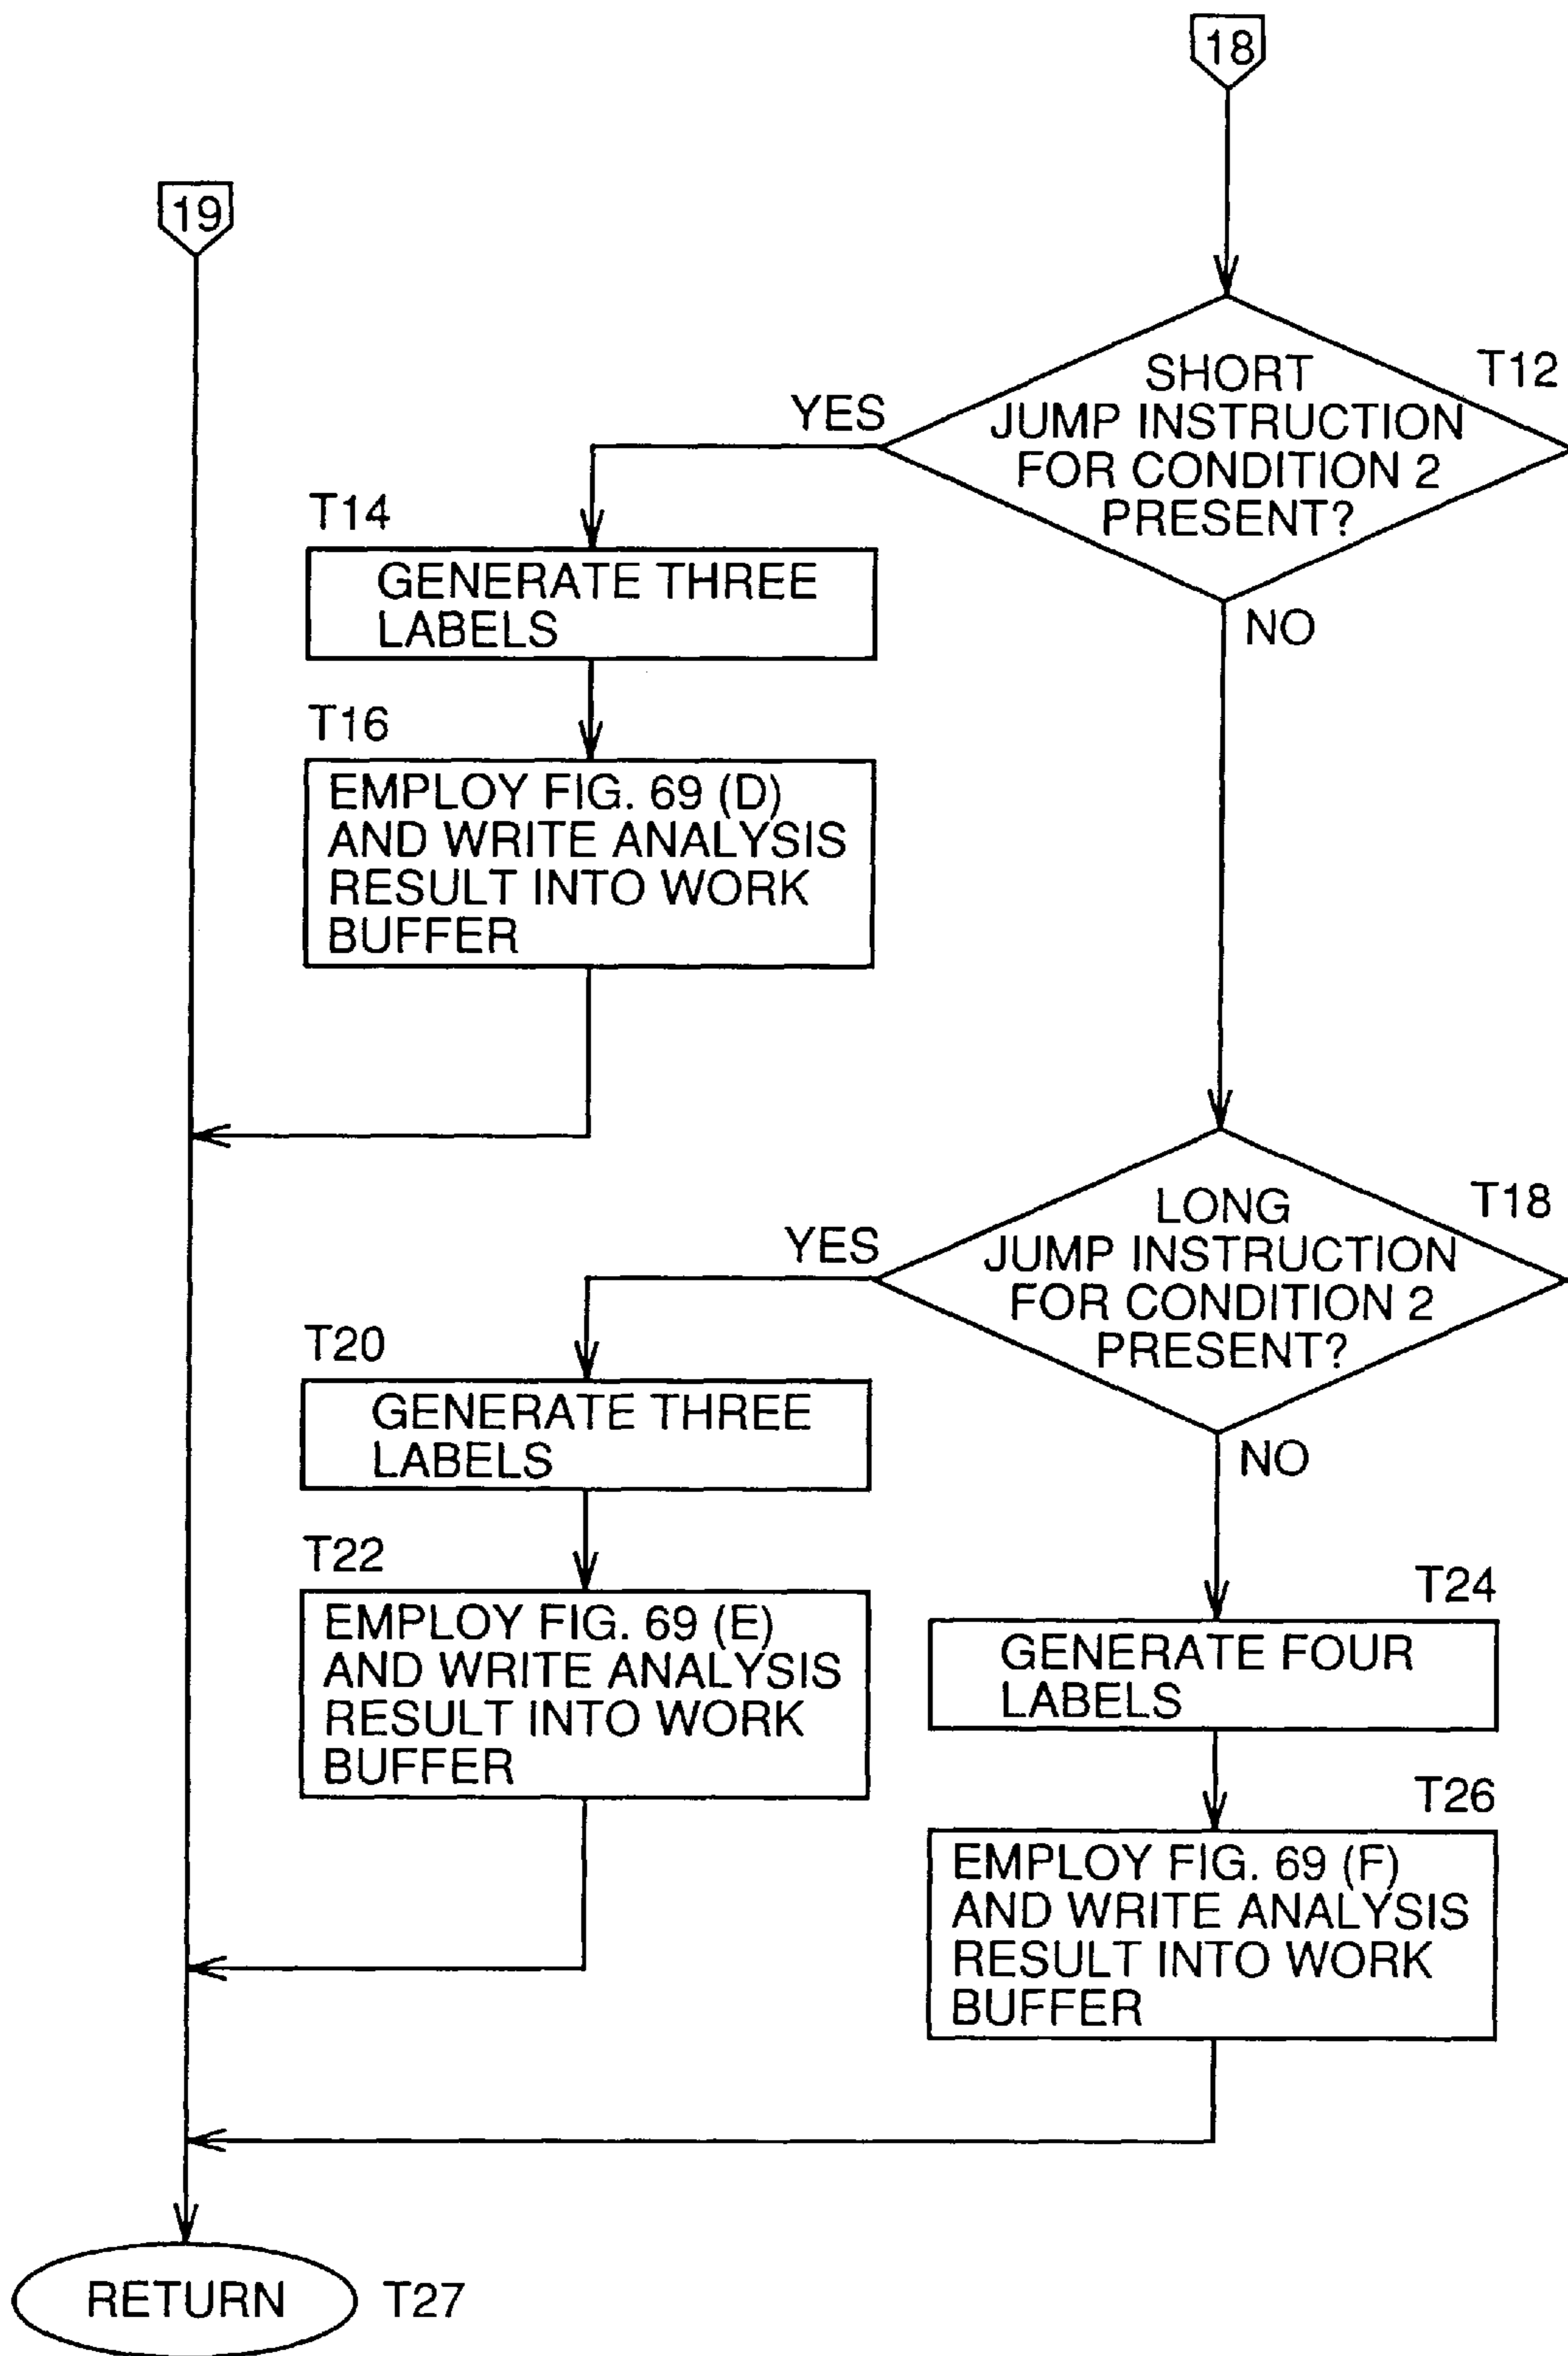 18
19
SHORT
JUMP INSTRUCTION
FOR CONDITION 2
PRESENT?
T12
YES
NO
T14
GENERATE THREE
LABELS
T16
EMPLOY FIG. 69 (D)
AND WRITE ANALYSIS
RESULT INTO WORK
BUFFER
LONG
JUMP INSTRUCTION
FOR CONDITION 2
PRESENT?
T18
YES
NO
T20
GENERATE THREE
LABELS
T22
EMPLOY FIG. 69 (E)
AND WRITE ANALYSIS
RESULT INTO WORK
BUFFER
T24
GENERATE FOUR
LABELS
T26
EMPLOY FIG. 69 (F)
AND WRITE ANALYSIS
RESULT INTO WORK
BUFFER
RETURN
T27